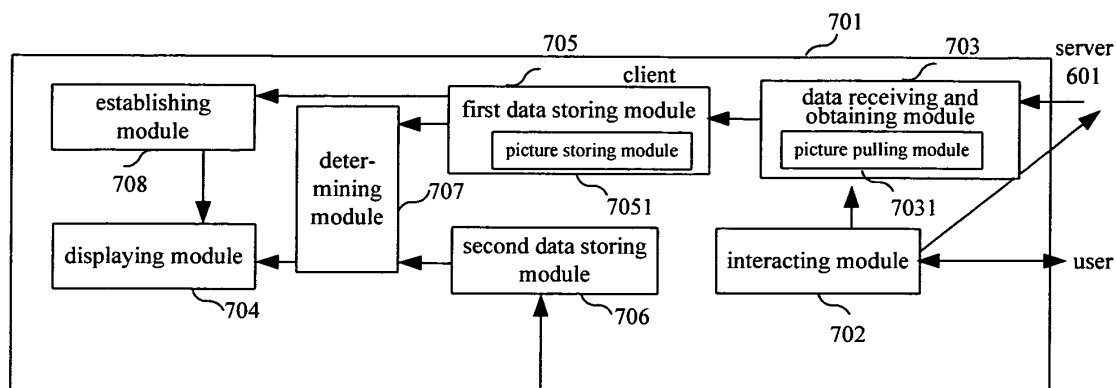 701
705
703
server
601
client
establishing
module
first data storing module
data receiving and
obtaining module
picture storing module
picture pulling module
deter-
mining
module
708
707
7051
7031
displaying module
second data storing
module
interacting module
user
704
706
702